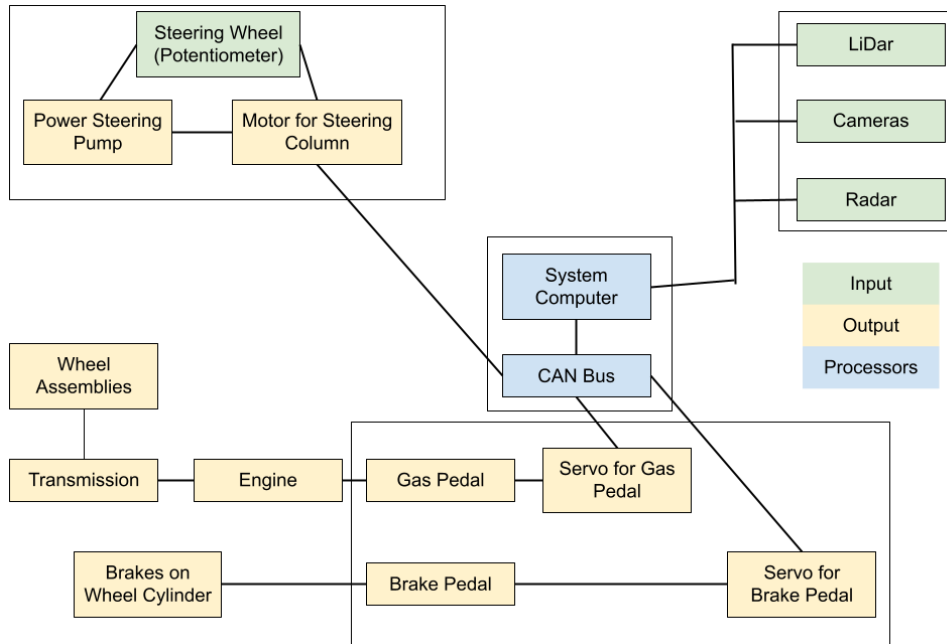 Steering Wheel
(Potentiometer)
Power Steering
Pump
Motor for Steering
Column
LiDar
Cameras
Radar
System
Computer
CAN Bus
Input
Output
Processors
Wheel
Assemblies
Transmission
Engine
Gas Pedal
Servo for Gas
Pedal
Brakes on
Wheel Cylinder
Brake Pedal
Servo for
Brake Pedal